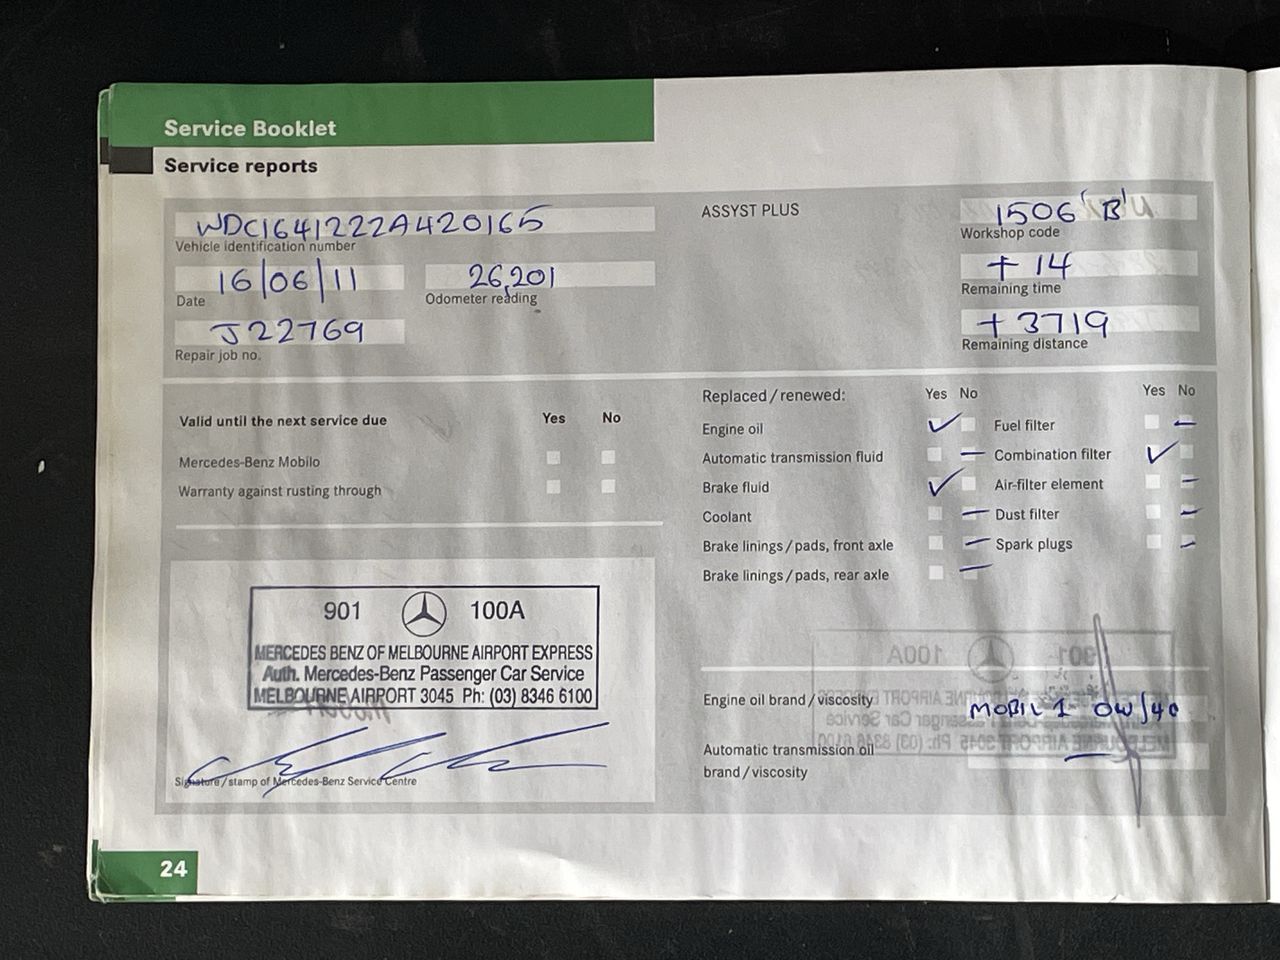 Service Booklet
Service reports
WDC1641222A420165
Vehicle identification number
16/06/11
Date
26,201
Odometer reading
J22769
Repair job no.
ASSYST PLUS
1506 'B'
Workshop code
+ 14
Remaining time
+ 3719
Remaining distance
Valid until the next service due Yes No
Mercedes-Benz Mobilo
Warranty against rusting through
Replaced / renewed: Yes No Yes No
Engine oil ✓ Fuel filter –
Automatic transmission fluid – Combination filter ✓
Brake fluid ✓ Air-filter element –
Coolant – Dust filter –
Brake linings / pads, front axle – Spark plugs –
Brake linings / pads, rear axle –
901 100A
MERCEDES BENZ OF MELBOURNE AIRPORT EXPRESS
Auth. Mercedes-Benz Passenger Car Service
MELBOURNE AIRPORT 3045 Ph: (03) 8346 6100
Signature / stamp of Mercedes-Benz Service Centre
Engine oil brand / viscosity MOBIL 1 0W/40
Automatic transmission oil –
brand / viscosity
24